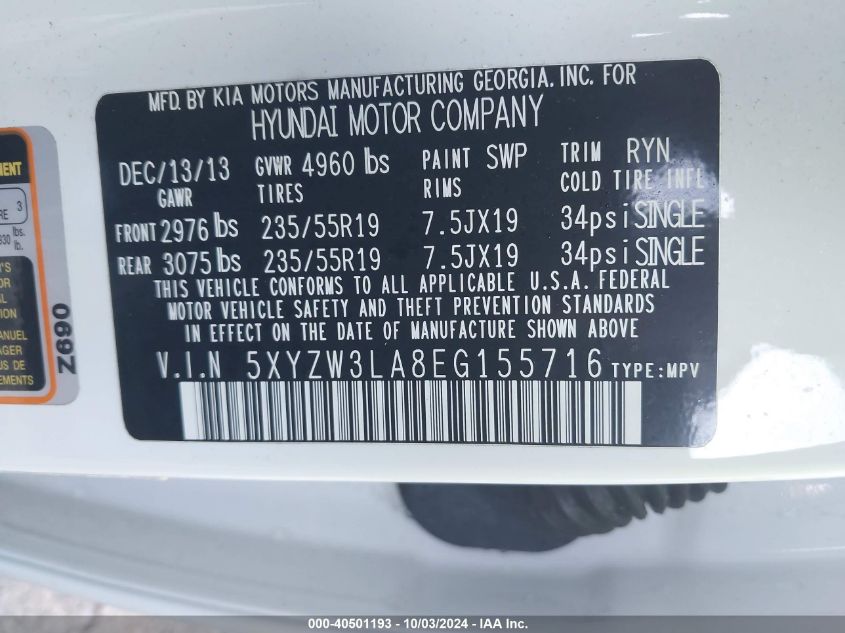 MFD. BY KIA MOTORS MANUFACTURING GEORGIA. INC. FOR
HYUNDAI MOTOR COMPANY
DEC/13/13 GVWR 4960 lbs PAINT SWP TRIM RYN
GAWR TIRES RIMS COLD TIRE INFL
FRONT 2976 lbs 235/55R19 7.5JX19 34psi SINGLE
REAR 3075 lbs 235/55R19 7.5JX19 34psi SINGLE
THIS VEHICLE CONFORMS TO ALL APPLICABLE U.S.A. FEDERAL
MOTOR VEHICLE SAFETY AND THEFT PREVENTION STANDARDS
IN EFFECT ON THE DATE OF MANUFACTURE SHOWN ABOVE
V.I.N 5XYZW3LA8EG155716 TYPE:MPV
3
lbs.
lb.
Z690
000-40501193 - 10/03/2024 - IAA, Inc.